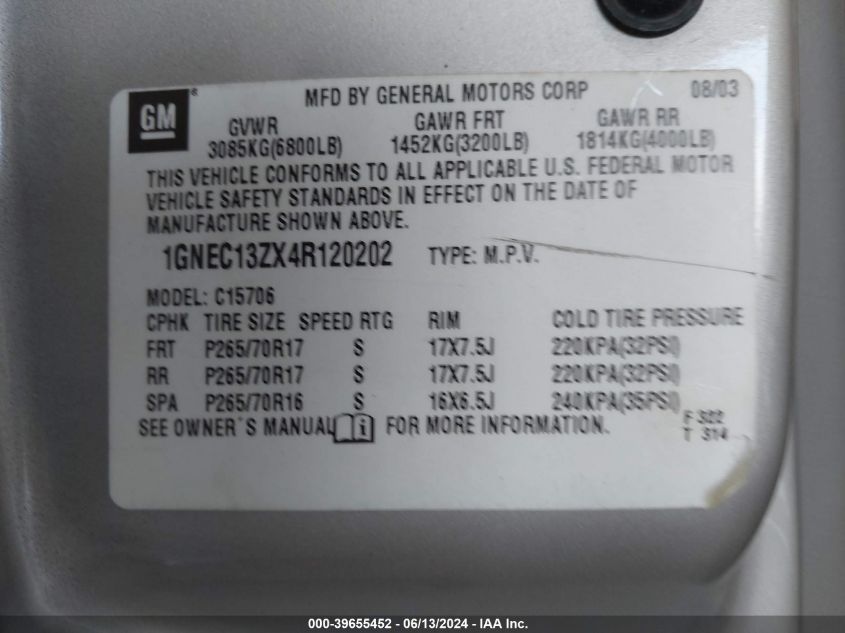 GM® MFD BY GENERAL MOTORS CORP 08/03
GVWR GAWR FRT GAWR RR
3085KG(6800LB) 1452KG(3200LB) 1814KG(4000LB)
THIS VEHICLE CONFORMS TO ALL APPLICABLE U.S. FEDERAL MOTOR
VEHICLE SAFETY STANDARDS IN EFFECT ON THE DATE OF
MANUFACTURE SHOWN ABOVE.
1GNEC13ZX4R120202 TYPE: M.P.V.
MODEL: C15706
CPHK TIRE SIZE SPEED RTG RIM COLD TIRE PRESSURE
FRT P265/70R17 S 17X7.5J 220KPA(32PSI)
RR P265/70R17 S 17X7.5J 220KPA(32PSI)
SPA P265/70R16 S 16X6.5J 240KPA(35PSI)
SEE OWNER'S MANUAL i FOR MORE INFORMATION.
F 322
T 314
000-39655452 - 06/13/2024 - IAA Inc.